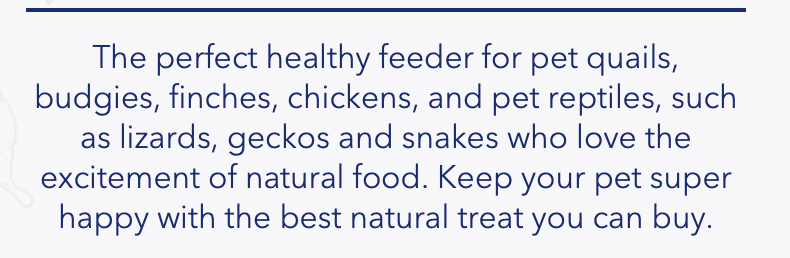 The perfect healthy feeder for pet quails,
budgies, finches, chickens, and pet reptiles, such
as lizards, geckos and snakes who love the
excitement of natural food. Keep your pet super
happy with the best natural treat you can buy.